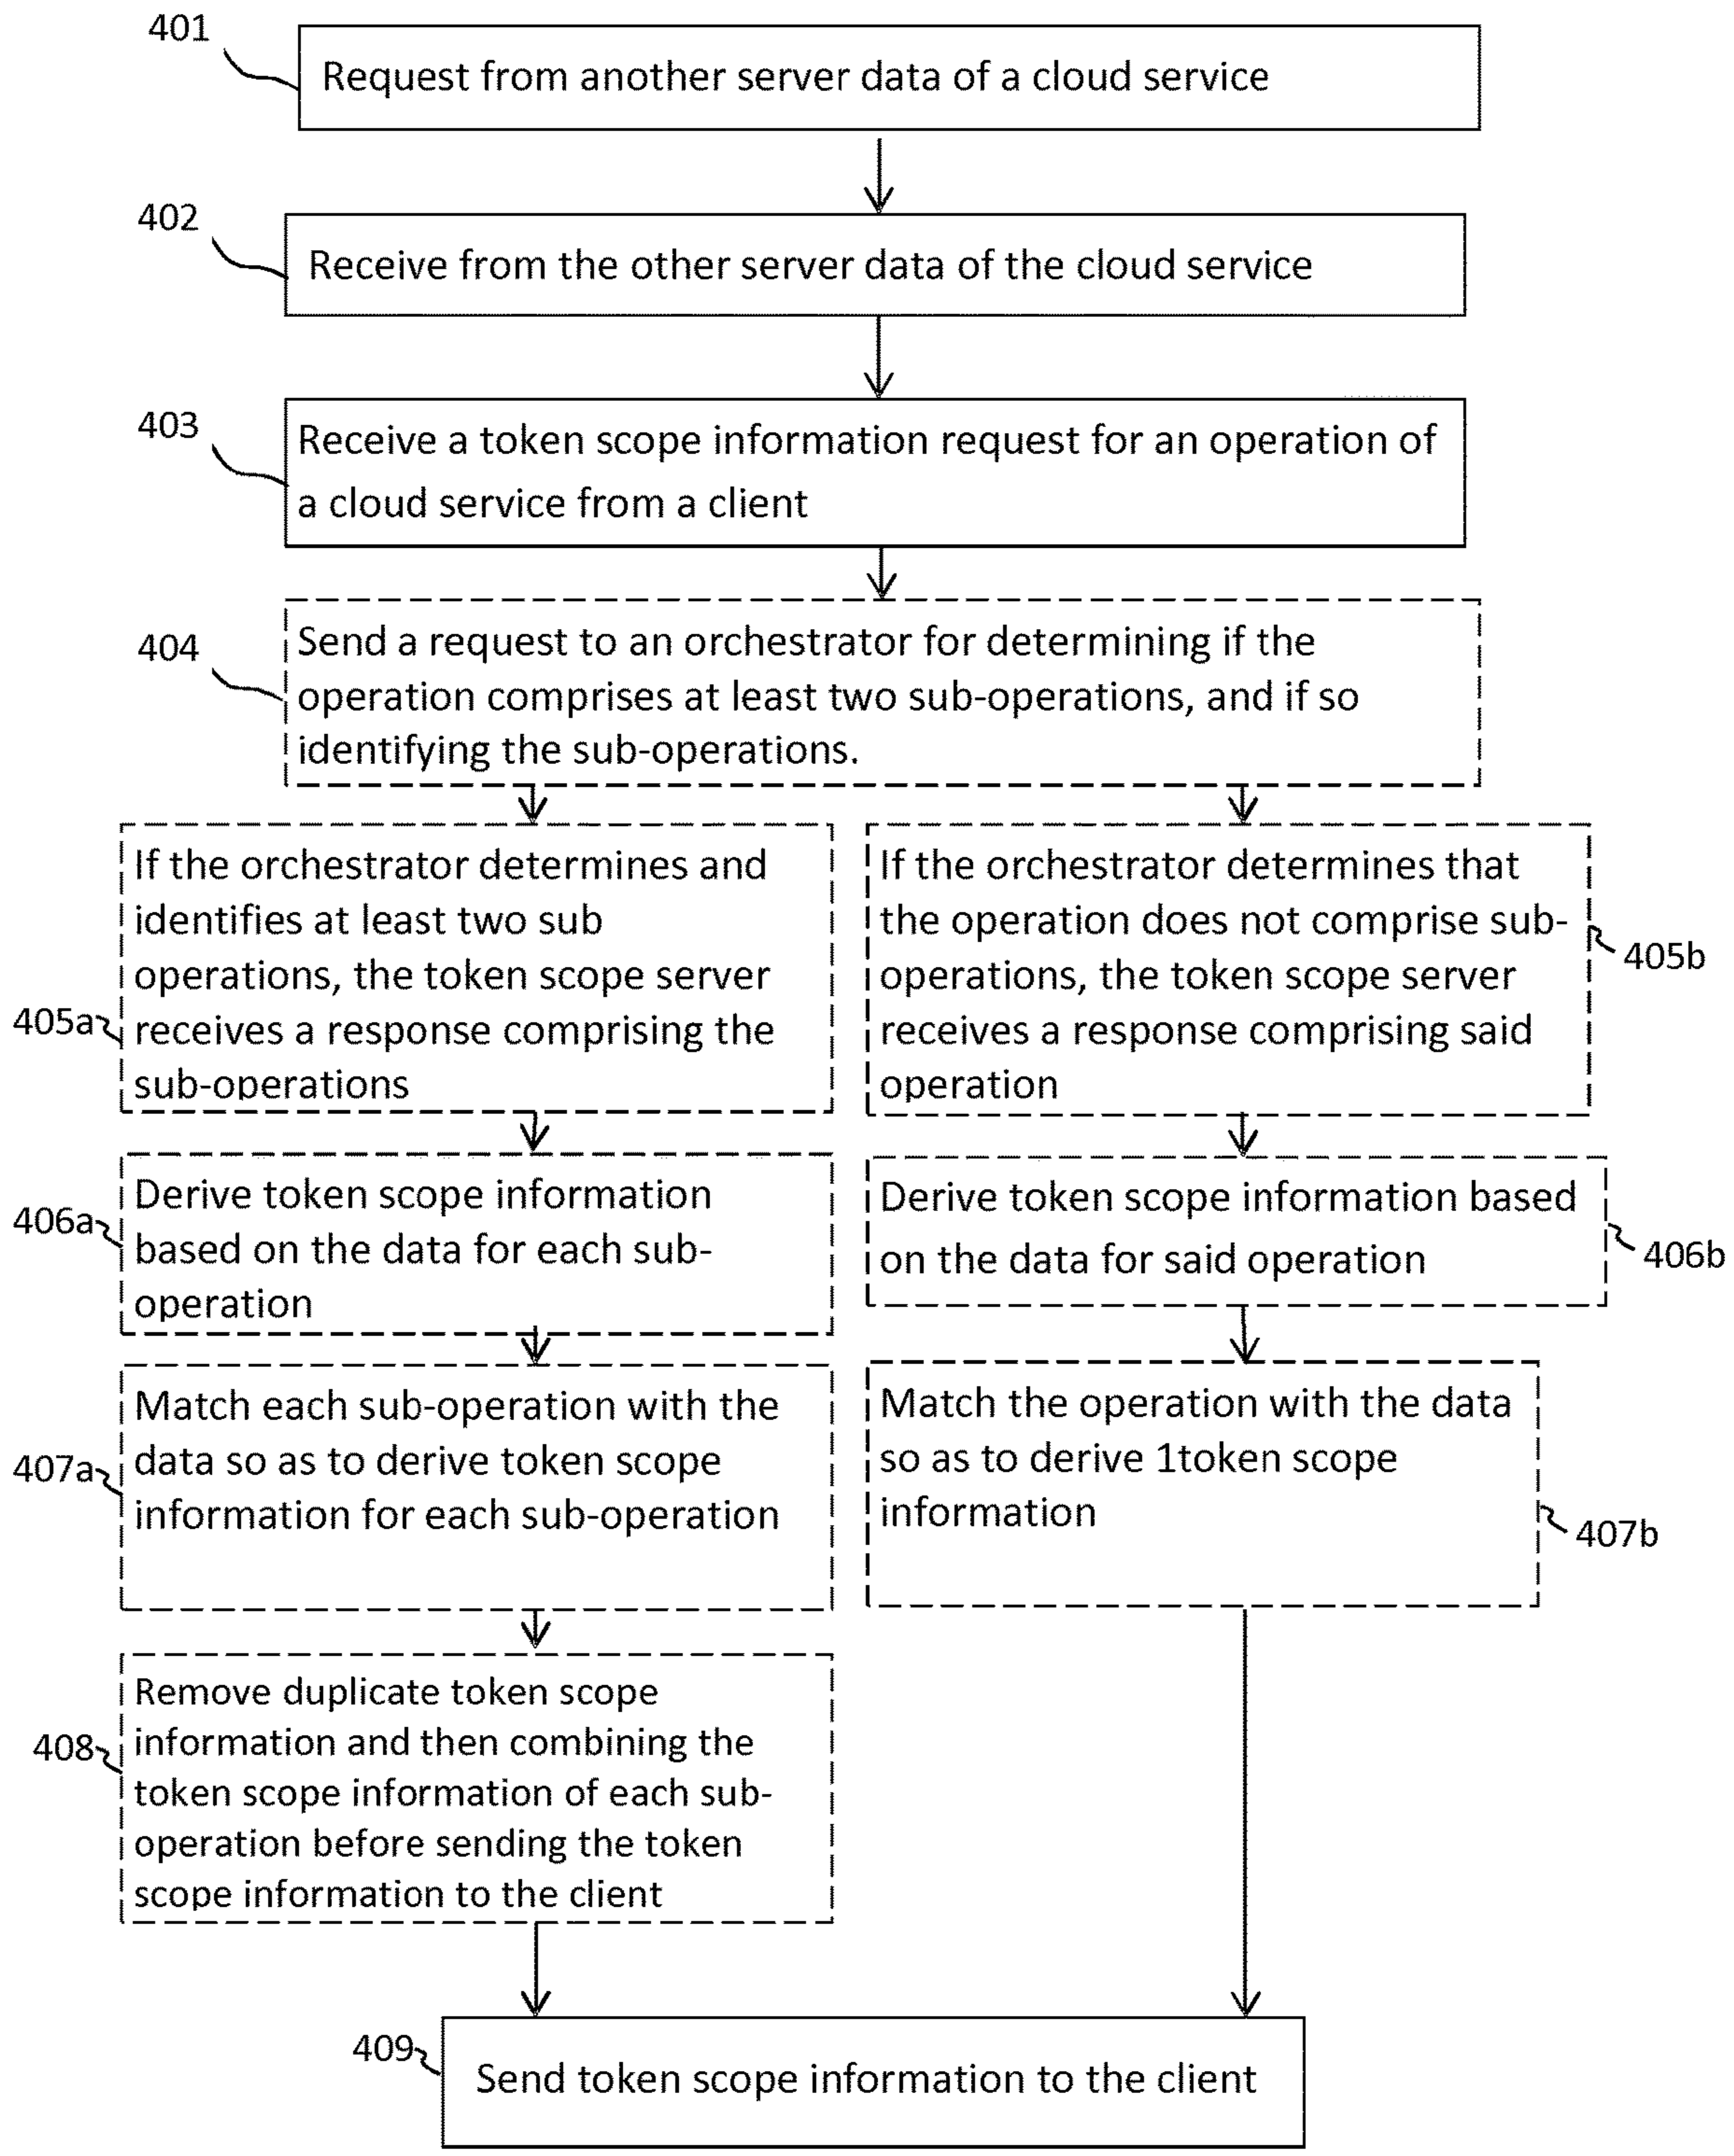 401
Request from another server data of a cloud service
402
Receive from the other server data of the cloud service
403
Receive a token scope information request for an operation of
a cloud service from a client
404
Send a request to an orchestrator for determining if the
operation comprises at least two sub-operations, and if so
identifying the sub-operations.
405a
If the orchestrator determines and
identifies at least two sub
operations, the token scope server
receives a response comprising the
sub-operations
If the orchestrator determines that
the operation does not comprise sub-
operations, the token scope server
receives a response comprising said
operation
405b
406a
Derive token scope information
based on the data for each sub-
operation
Derive token scope information based
on the data for said operation
406b
407a
Match each sub-operation with the
data so as to derive token scope
information for each sub-operation
Match the operation with the data
so as to derive 1token scope
information
407b
408
Remove duplicate token scope
information and then combining the
token scope information of each sub-
operation before sending the token
scope information to the client
409
Send token scope information to the client